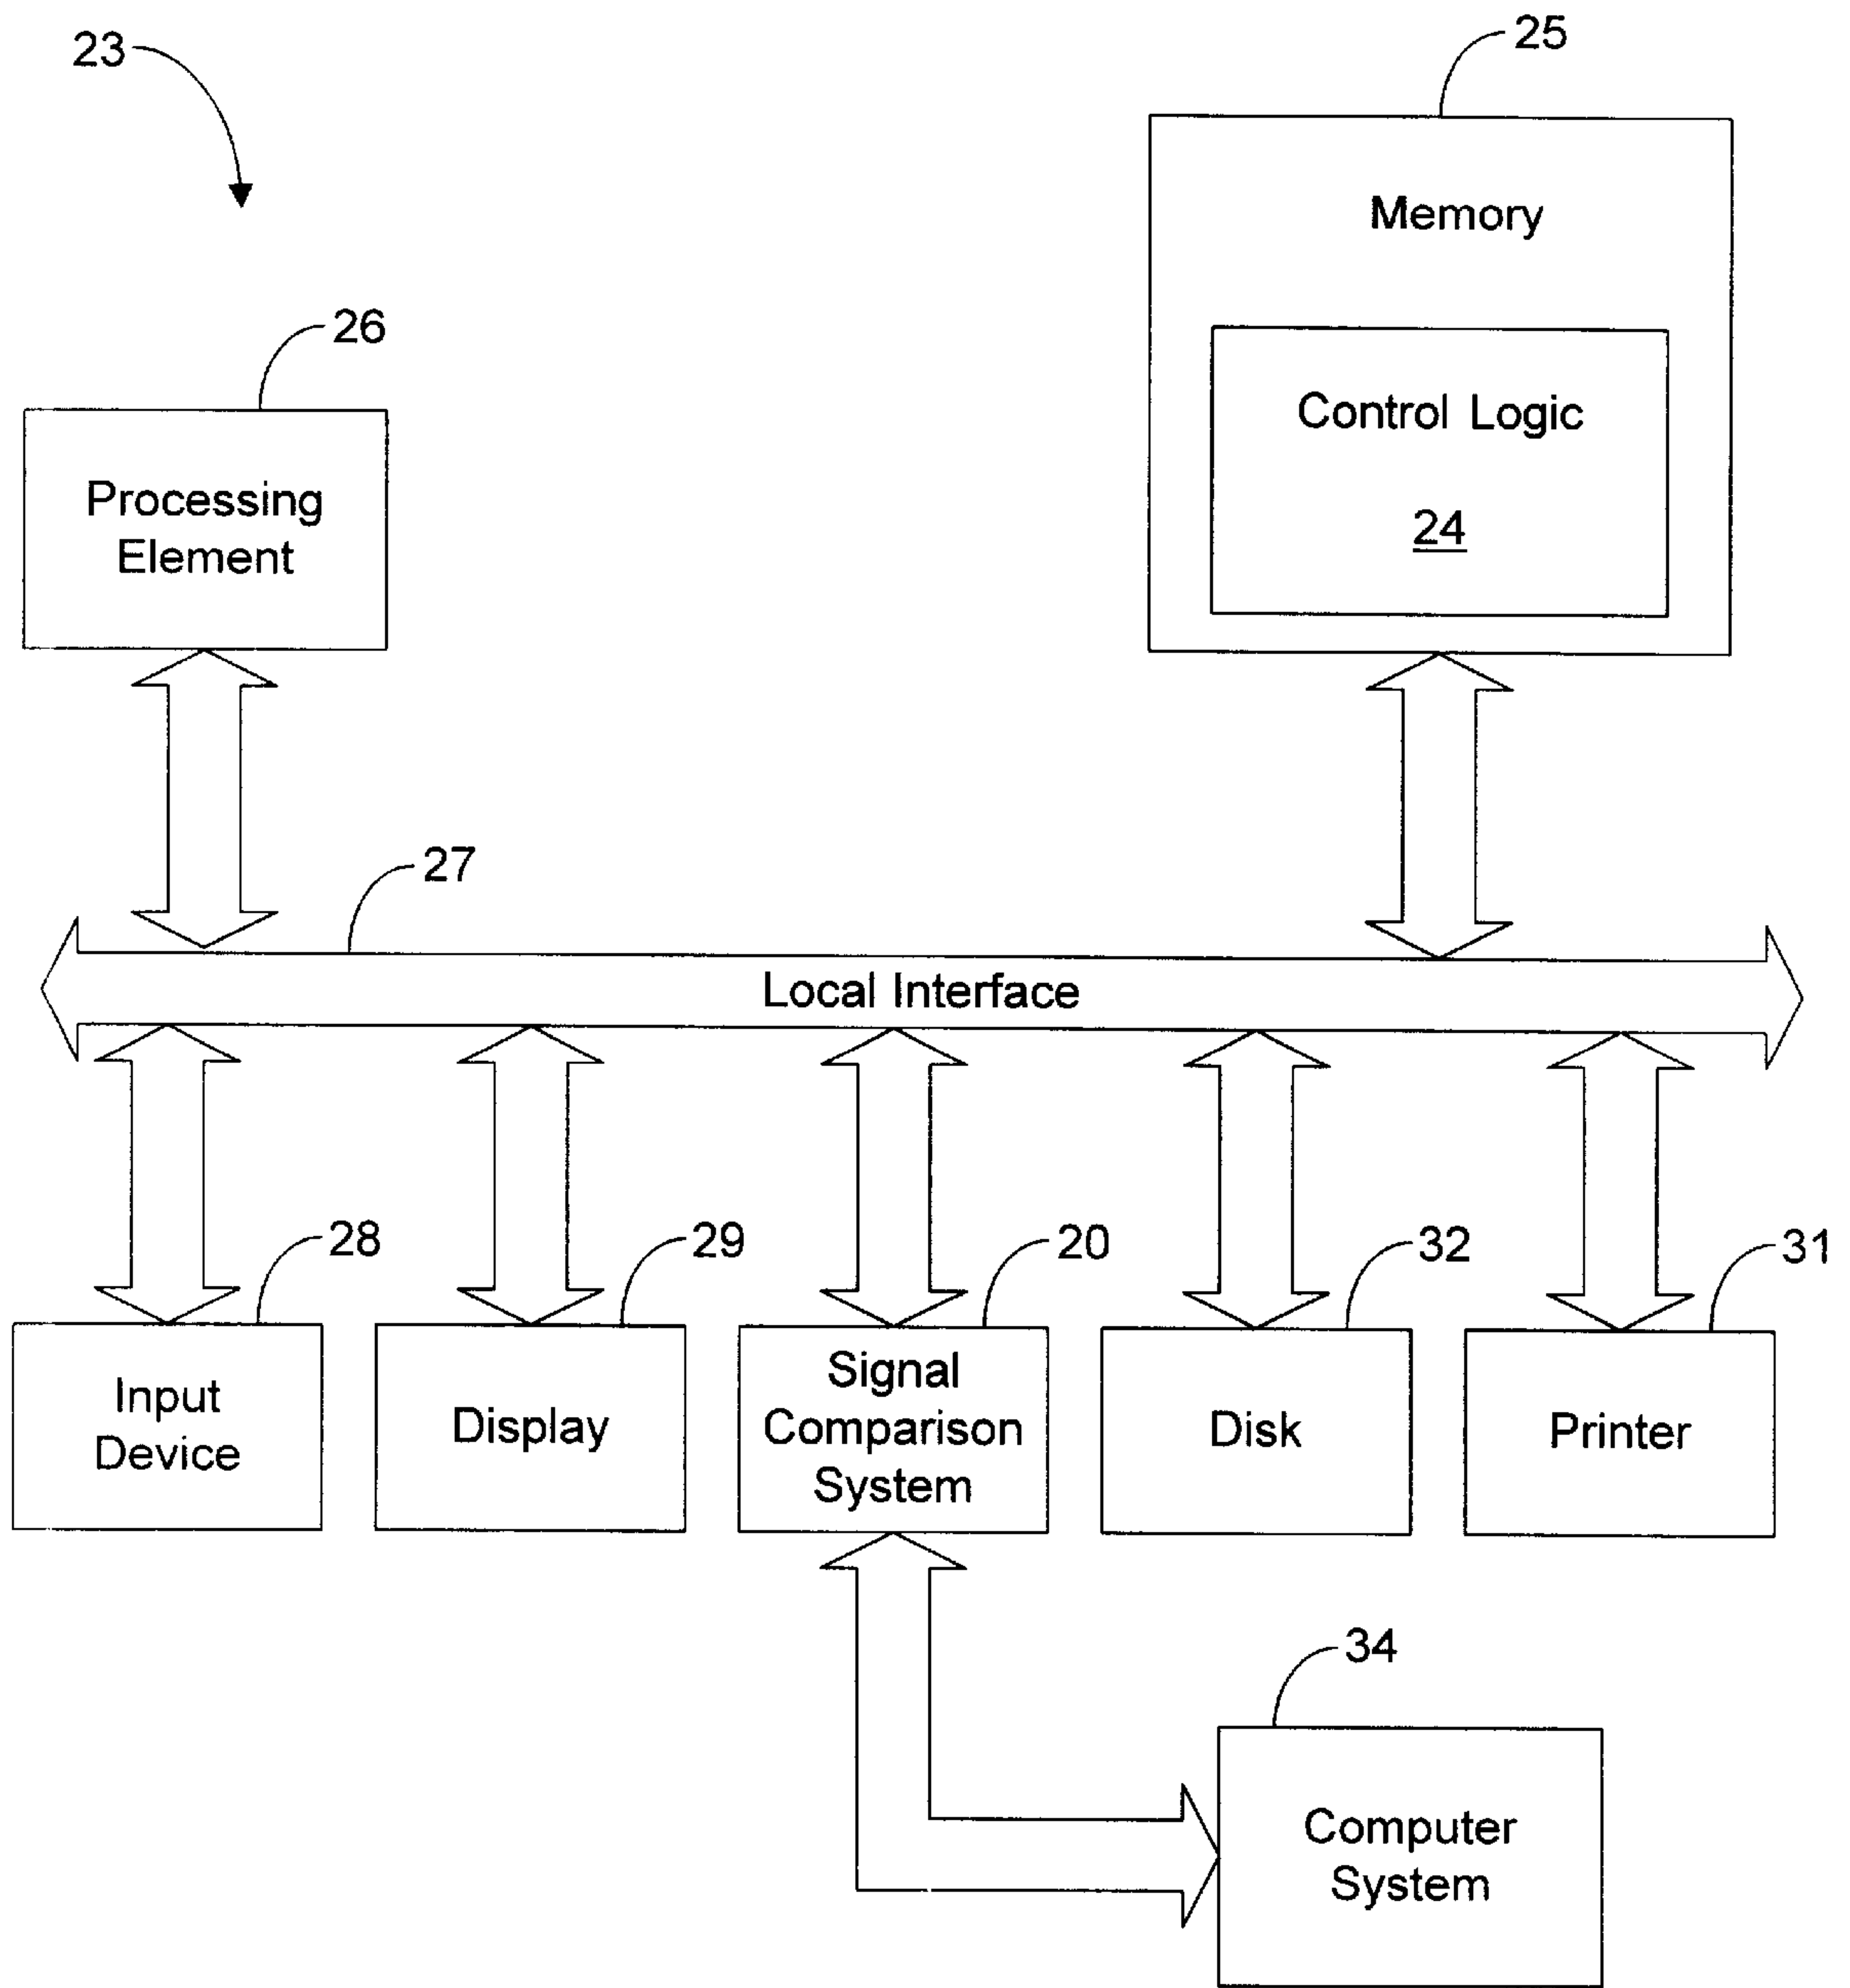 23
25
Memory
26
Control Logic
Processing
Element
24
27
Local Interface
28
29
20
32
31
Input
Device
Display
Signal
Comparison
System
Disk
Printer
34
Computer
System